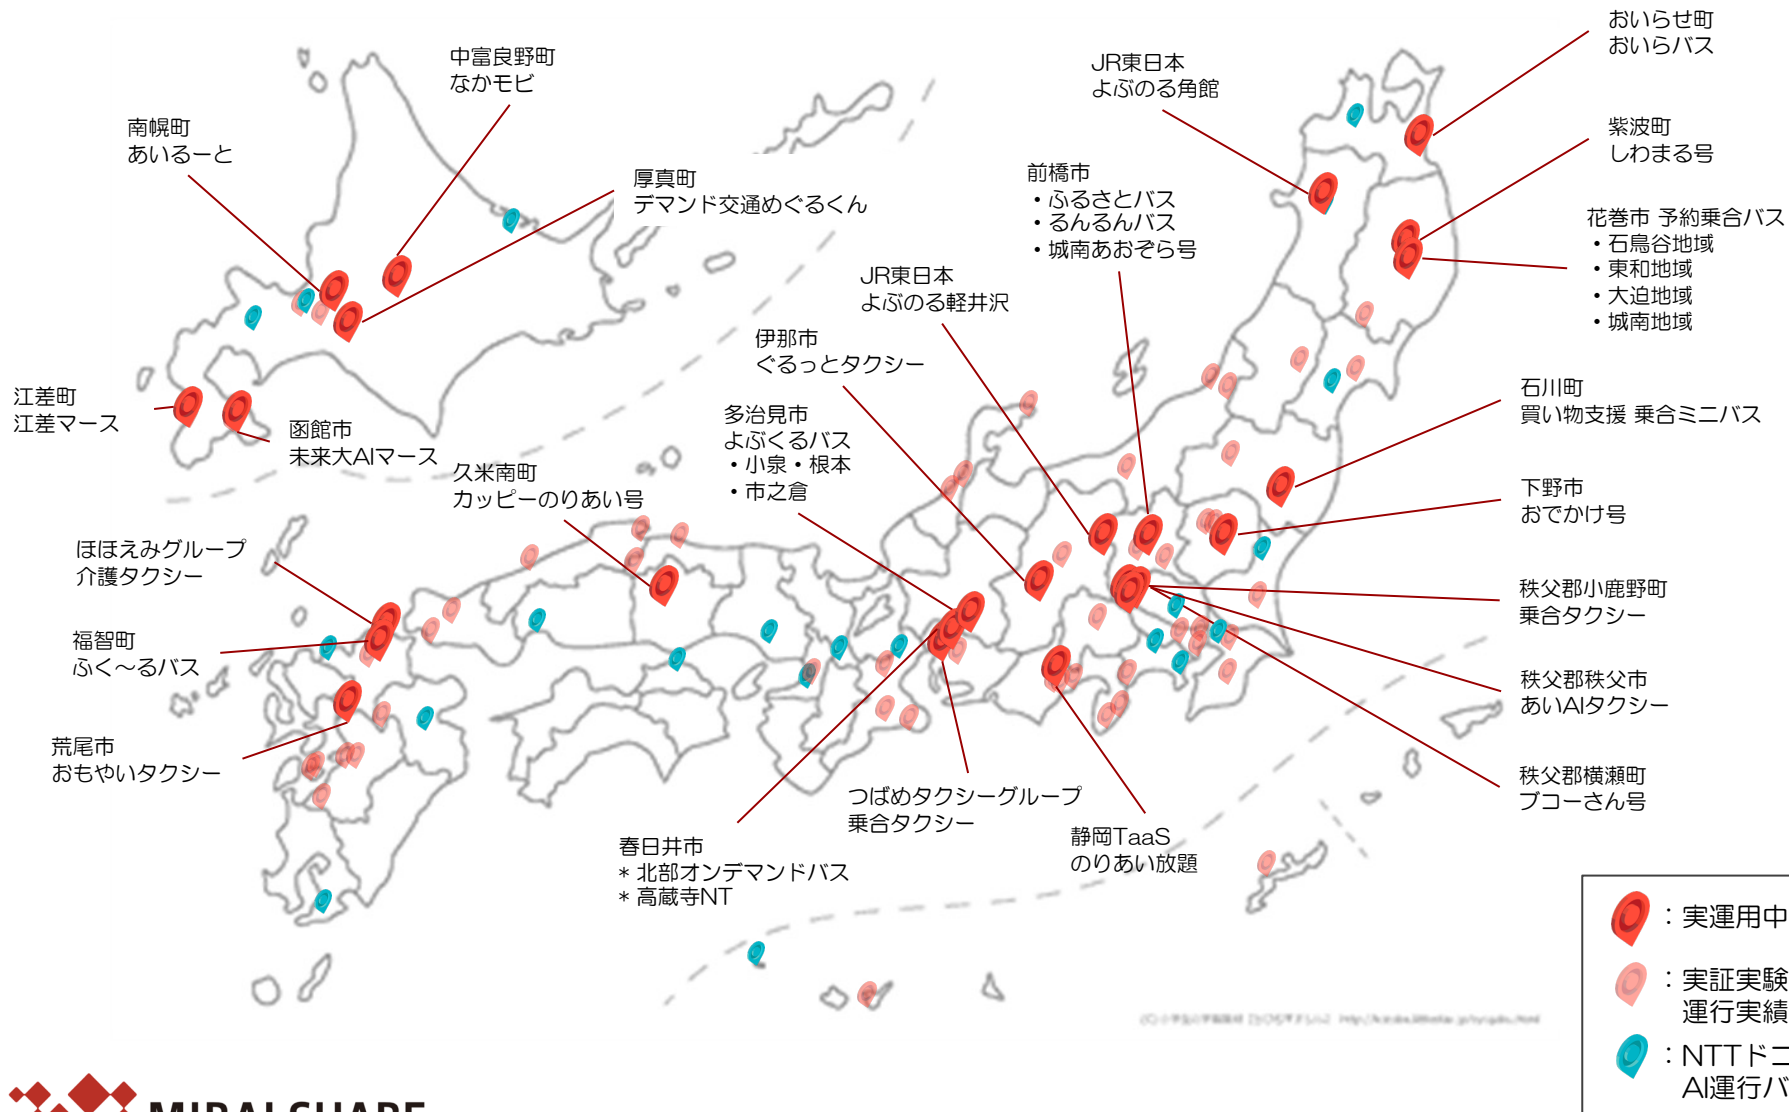 中富良野町
なかモビ
南幌町
あいるーと
厚真町
デマンド交通めぐるくん
江差町
江差マース
函館市
未来大AIマース
JR東日本
よぶのる角館
おいらせ町
おいらバス
紫波町
しわまる号
花巻市 予約乗合バス
・石鳥谷地域
・東和地域
・大迫地域
・城南地域
前橋市
・ふるさとバス
・るんるんバス
・城南あおぞら号
JR東日本
よぶのる軽井沢
伊那市
ぐるっとタクシー
多治見市
よぶくるバス
・小泉・根本
・市之倉
久米南町
カッピーのりあい号
石川町
買い物支援 乗合ミニバス
下野市
おでかけ号
ほほえみグループ
介護タクシー
福智町
ふく～るバス
荒尾市
おもやいタクシー
秩父郡小鹿野町
乗合タクシー
秩父郡秩父市
あいAIタクシー
秩父郡横瀬町
ブコーさん号
つばめタクシーグループ
乗合タクシー
春日井市
* 北部オンデマンドバス
* 高蔵寺NT
静岡TaaS
のりあい放題
：実運用中
：実証実験
運行実績
：NTTドコ
AI運行バ
MIRAI SHARE